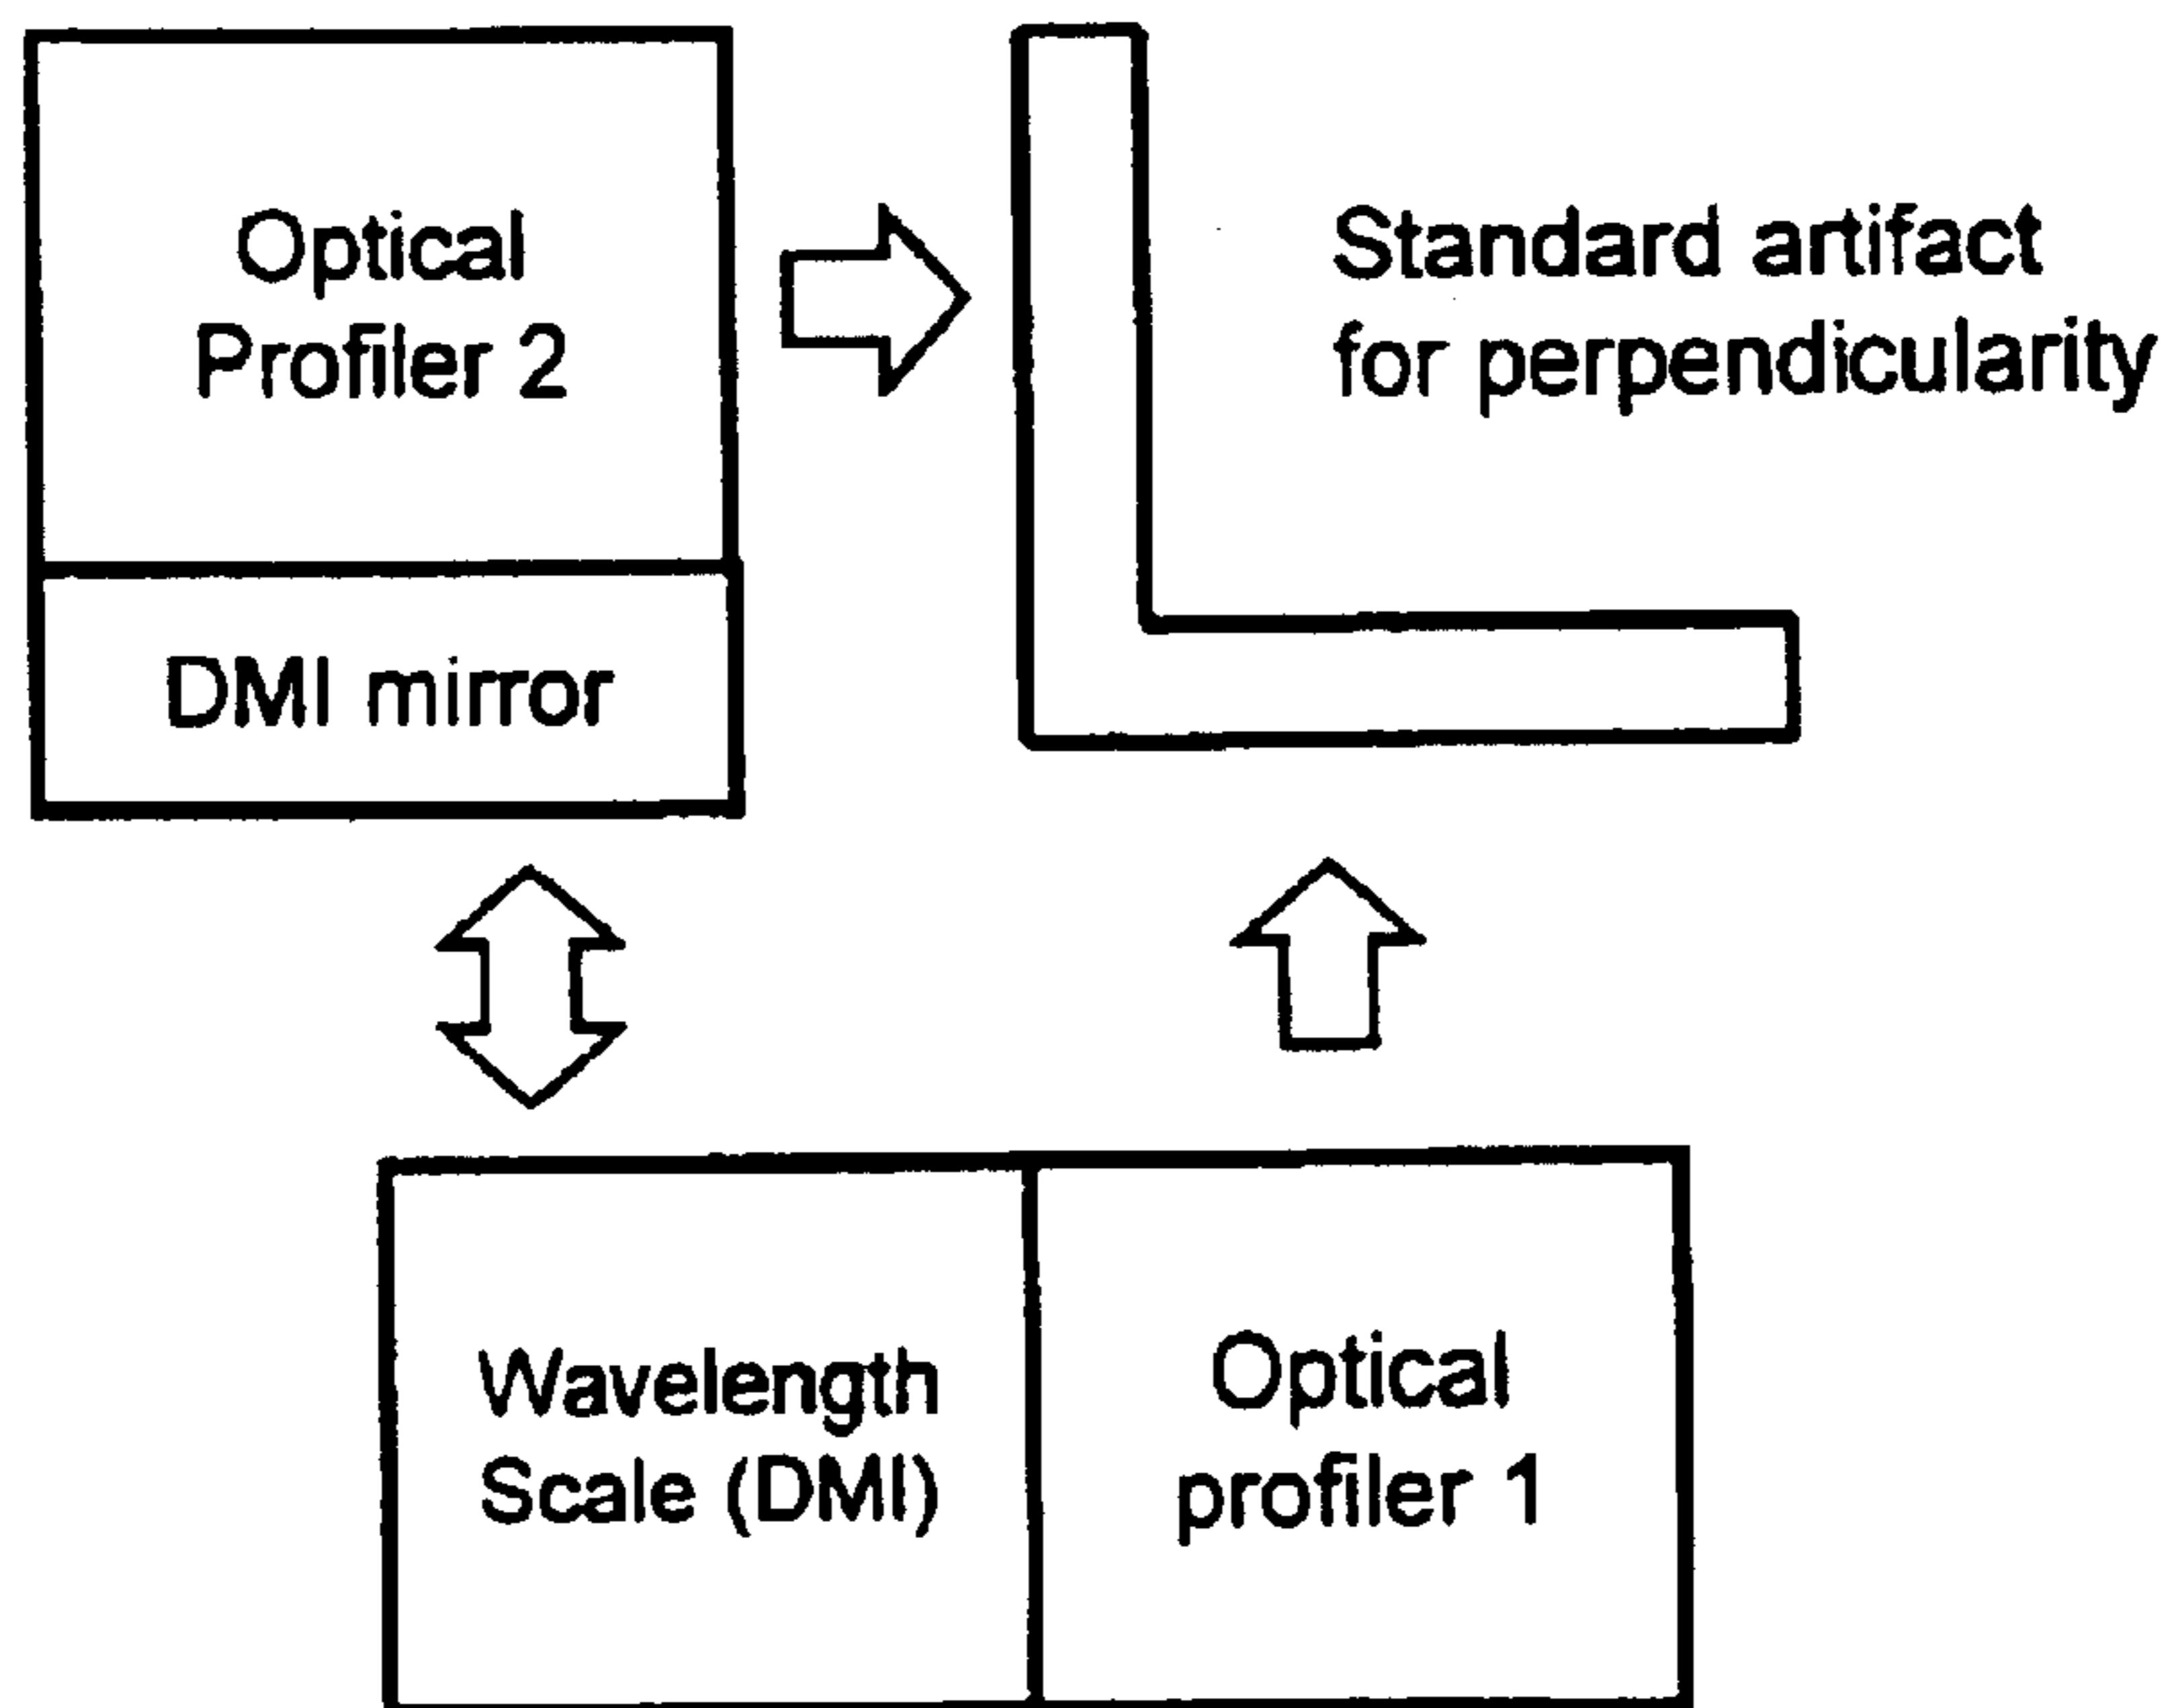 Optical
Profiler 2
Standard artifact
for perpendicularity
DMI mirror
Wavelength
Scale (DMI)
Optical
profiler 1